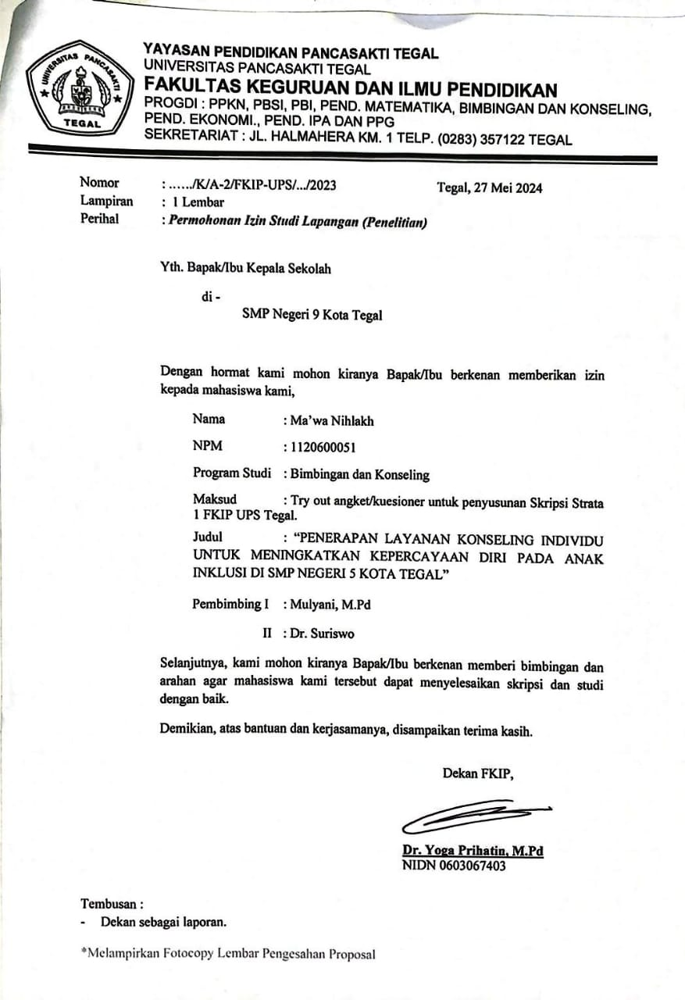 UNIVERSITAS PANCASAKTI
TEGAL
YAYASAN PENDIDIKAN PANCASAKTI TEGAL
UNIVERSITAS PANCASAKTI TEGAL
FAKULTAS KEGURUAN DAN ILMU PENDIDIKAN
PROGDI : PPKN, PBSI, PBI, PEND. MATEMATIKA, BIMBINGAN DAN KONSELING,
PEND. EKONOMI., PEND. IPA DAN PPG
SEKRETARIAT : JL. HALMAHERA KM. 1 TELP. (0283) 357122 TEGAL
Nomor : ....../K/A-2/FKIP-UPS/.../2023 Tegal, 27 Mei 2024
Lampiran : 1 Lembar
Perihal : Permohonan Izin Studi Lapangan (Penelitian)
Yth. Bapak/Ibu Kepala Sekolah
di -
SMP Negeri 9 Kota Tegal
Dengan hormat kami mohon kiranya Bapak/Ibu berkenan memberikan izin
kepada mahasiswa kami,
Nama : Ma'wa Nihlakh
NPM : 1120600051
Program Studi : Bimbingan dan Konseling
Maksud : Try out angket/kuesioner untuk penyusunan Skripsi Strata
1 FKIP UPS Tegal.
Judul : “PENERAPAN LAYANAN KONSELING INDIVIDU
UNTUK MENINGKATKAN KEPERCAYAAN DIRI PADA ANAK
INKLUSI DI SMP NEGERI 5 KOTA TEGAL”
Pembimbing I : Mulyani, M.Pd
II : Dr. Suriswo
Selanjutnya, kami mohon kiranya Bapak/Ibu berkenan memberi bimbingan dan
arahan agar mahasiswa kami tersebut dapat menyelesaikan skripsi dan studi
dengan baik.
Demikian, atas bantuan dan kerjasamanya, disampaikan terima kasih.
Dekan FKIP,
Dr. Yoga Prihatin, M.Pd
NIDN 0603067403
Tembusan :
- Dekan sebagai laporan.
*Melampirkan Fotocopy Lembar Pengesahan Proposal